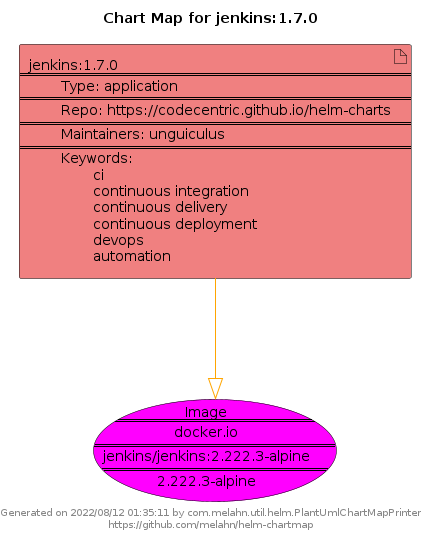 Chart Map for jenkins:1.7.0
jenkins:1.7.0
Type: application
Repo: https://codecentric.github.io/helm-charts
Maintainers: unguiculus
Keywords:
ci
continuous integration
continuous delivery
continuous deployment
devops
automation
Image
docker.io
jenkins/jenkins:2.222.3-alpine
2.222.3-alpine
Generated on 2022/08/12 01:35:11 by com.melahn.util.helm.PlantUmlChartMapPrinter
https://github.com/melahn/helm-chartmap